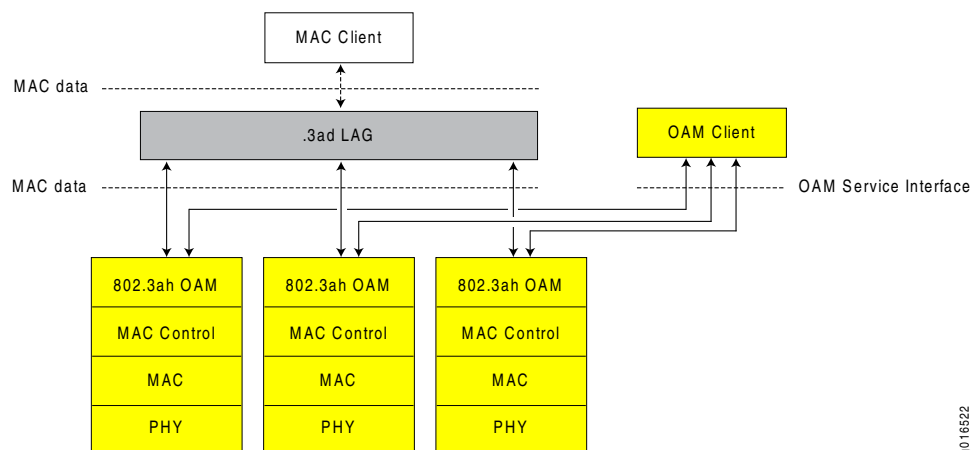 MAC Client
MAC data
.3ad LAG
OAM Client
MAC data
OAM Service Interface
802.3ah OAM
802.3ah OAM
802.3ah OAM
MAC Control
MAC Control
MAC Control
MAC
MAC
MAC
PHY
PHY
PHY
g016522